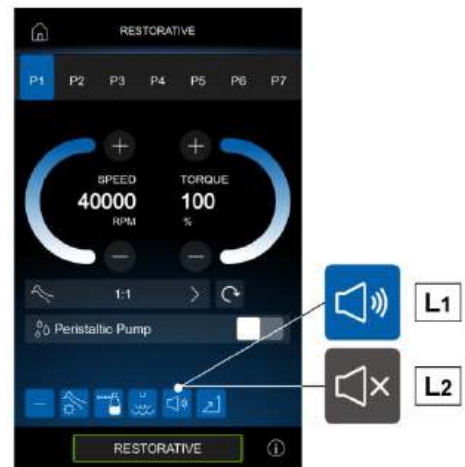 RESTORATIVE
P1 P2 P3 P4 P5 P6 P7
SPEED
40000
RPM
TORQUE
100
%
1:1
Peristaltic Pump
L1
L2
RESTORATIVE